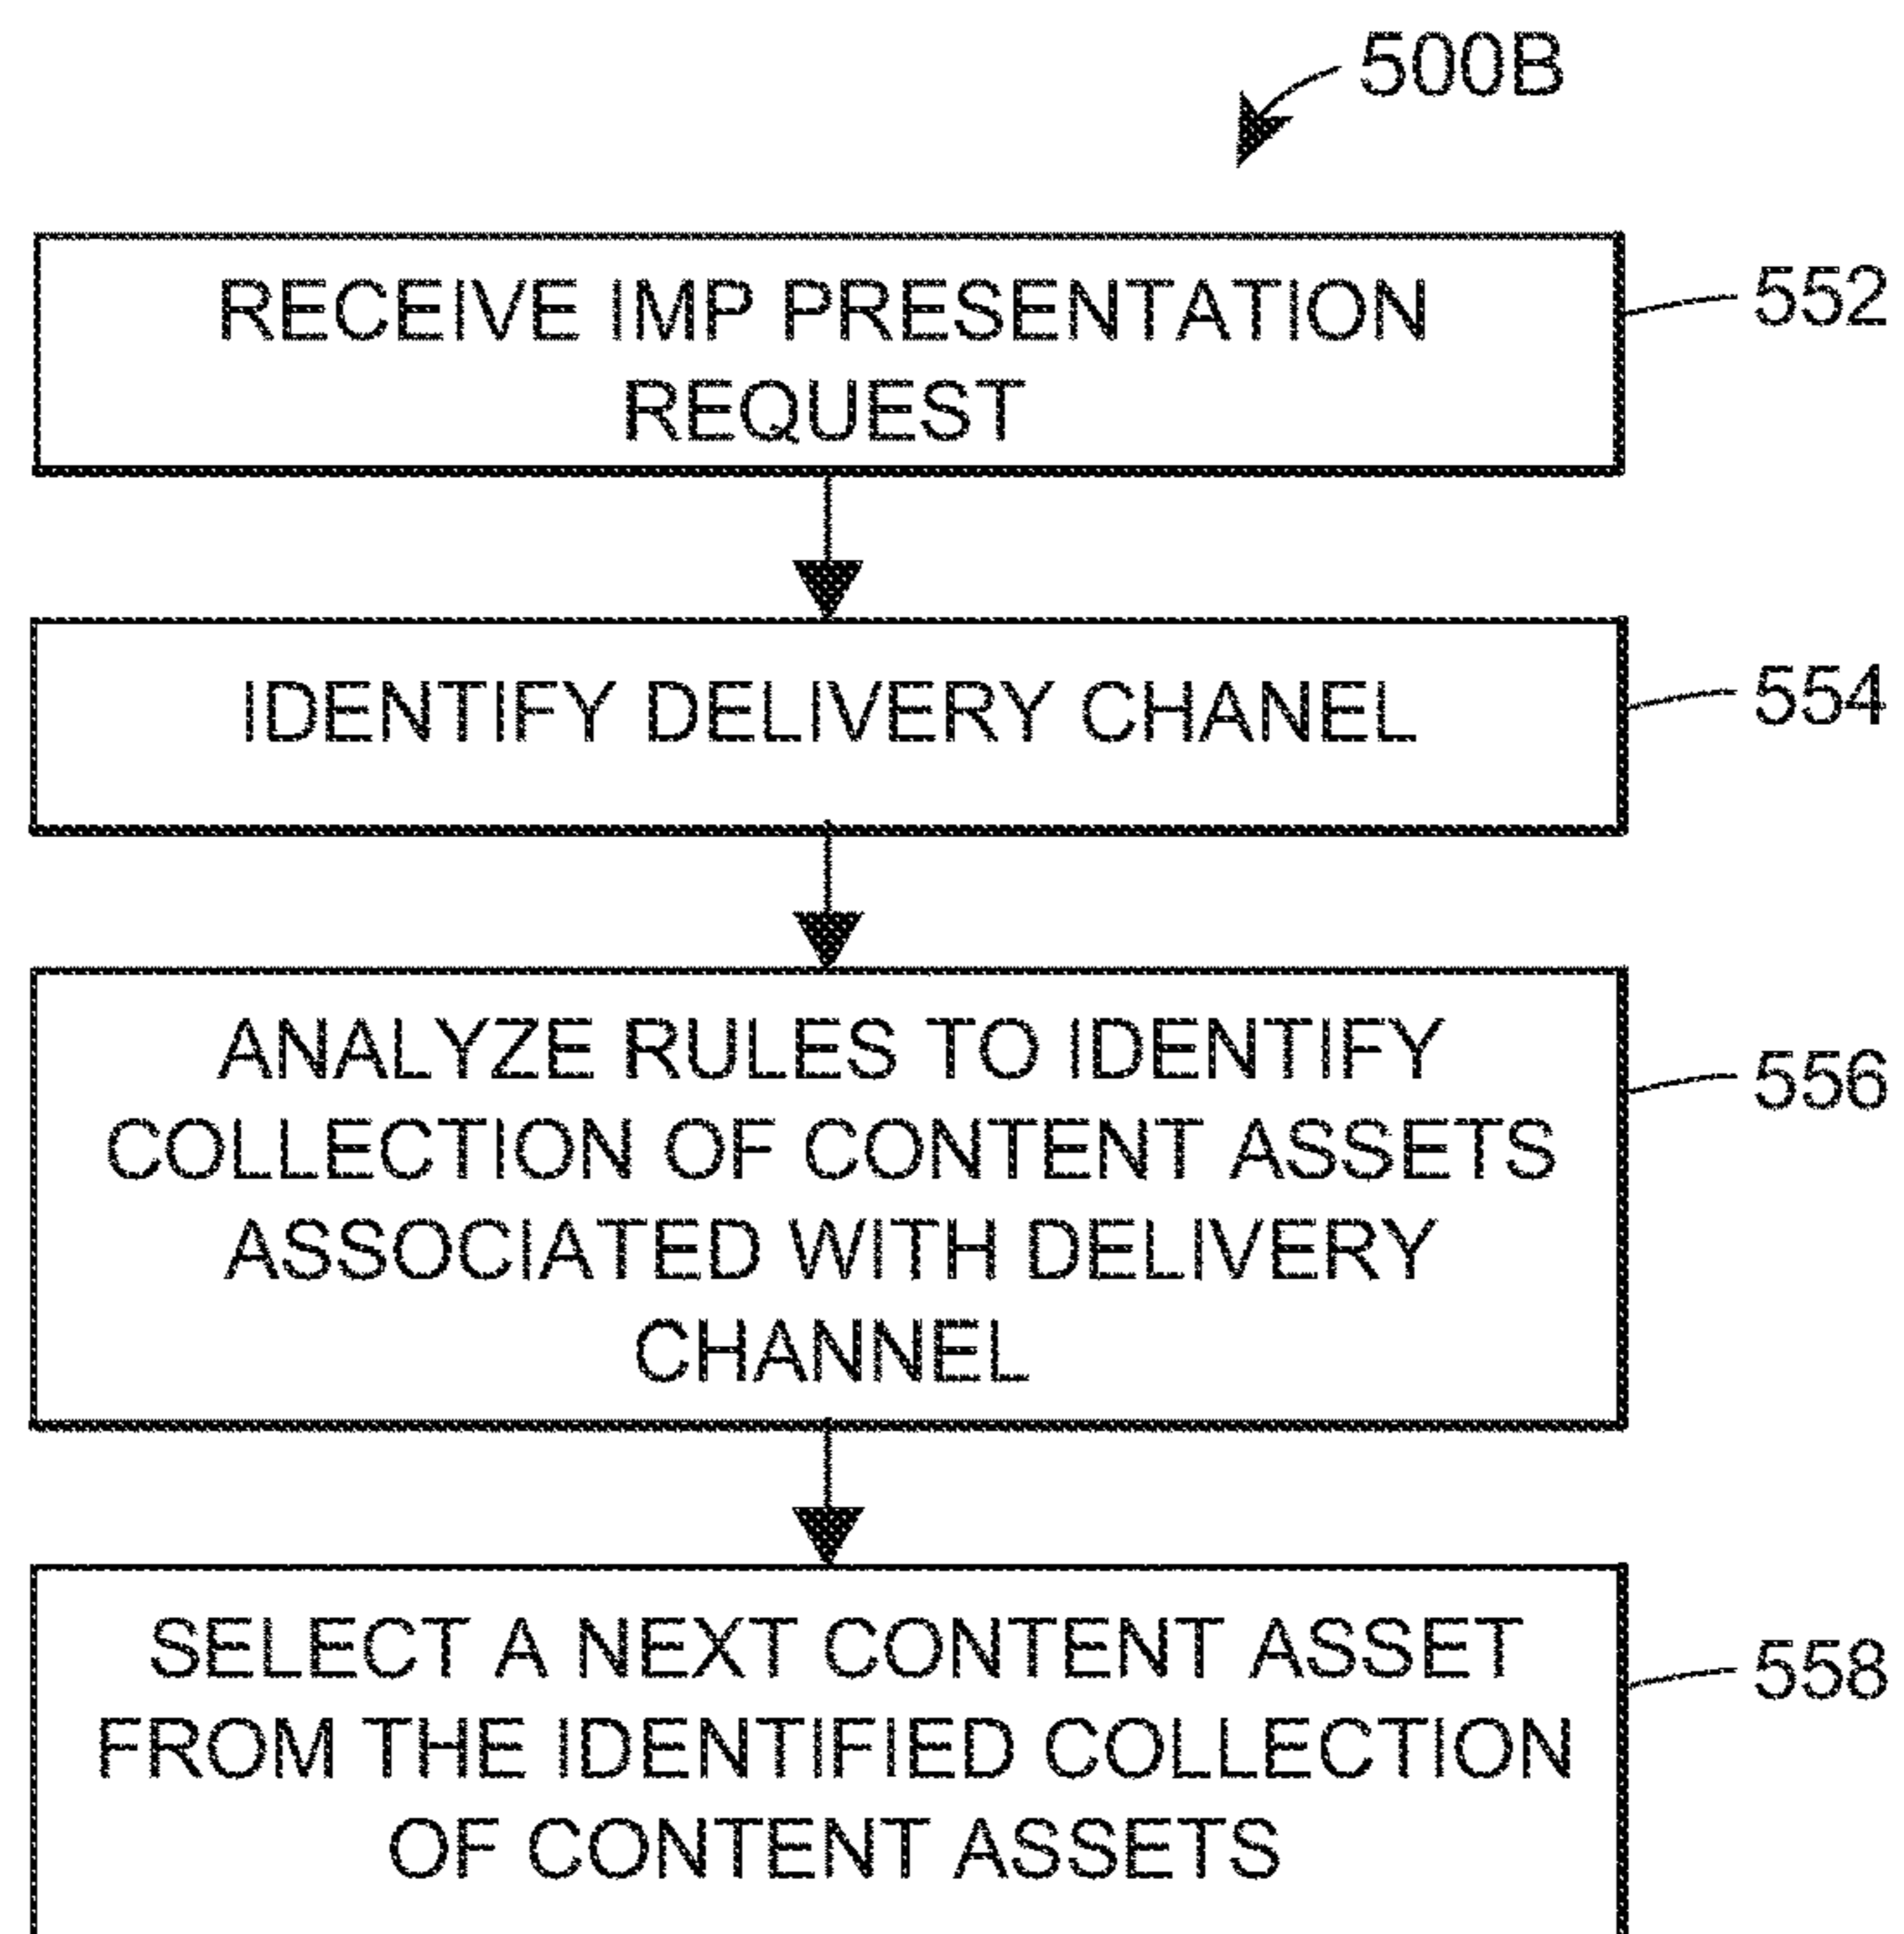 500B
RECEIVE IMP PRESENTATION
REQUEST
552
IDENTIFY DELIVERY CHANEL
554
ANALYZE RULES TO IDENTIFY
COLLECTION OF CONTENT ASSETS
ASSOCIATED WITH DELIVERY
CHANNEL
556
SELECT A NEXT CONTENT ASSET
FROM THE IDENTIFIED COLLECTION
OF CONTENT ASSETS
558